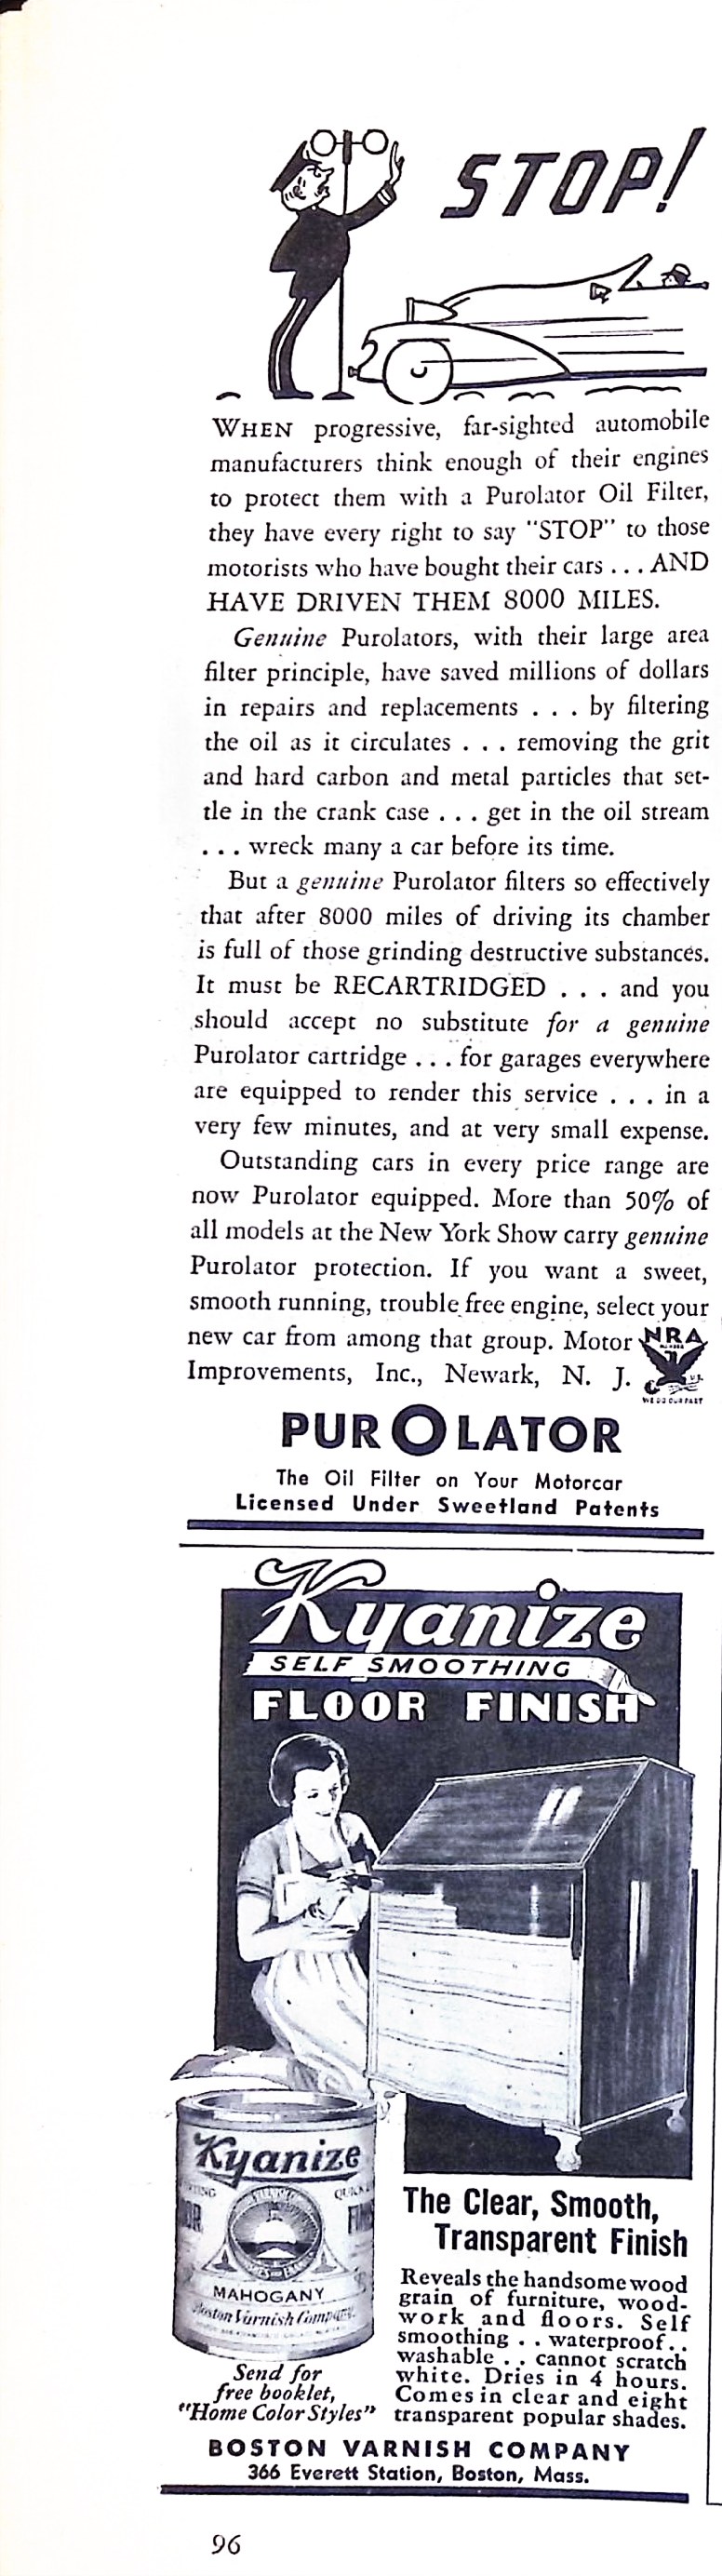 STOP!
WHEN progressive, far-sighted automobile
manufacturers think enough of their engines
to protect them with a Purolator Oil Filter,
they have every right to say "STOP" to those
motorists who have bought their cars . . . AND
HAVE DRIVEN THEM 8000 MILES.
Genuine Purolators, with their large area
filter principle, have saved millions of dollars
in repairs and replacements . . . by filtering
the oil as it circulates . . . removing the grit
and hard carbon and metal particles that set-
tle in the crank case . . . get in the oil stream
. . . wreck many a car before its time.
But a genuine Purolator filters so effectively
that after 8000 miles of driving its chamber
is full of those grinding destructive substances.
It must be RECARTRIDGED . . . and you
should accept no substitute for a genuine
Purolator cartridge . . . for garages everywhere
are equipped to render this service . . . in a
very few minutes, and at very small expense.
Outstanding cars in every price range are
now Purolator equipped. More than 50% of
all models at the New York Show carry genuine
Purolator protection. If you want a sweet,
smooth running, trouble free engine, select your
new car from among that group. Motor
Improvements, Inc., Newark, N. J.
NRA
MEMBER
U.S.
WE DO OUR PART
PUROLATOR
The Oil Filter on Your Motorcar
Licensed Under Sweetland Patents
Kyanize
SELF SMOOTHING
FLOOR FINISH
Kyanize
MAHOGANY
Boston Varnish Company
Send for
free booklet,
"Home Color Styles"
The Clear, Smooth,
Transparent Finish
Reveals the handsome wood
grain of furniture, wood-
work and floors. Self
smoothing . . waterproof . .
washable . . cannot scratch
white. Dries in 4 hours.
Comes in clear and eight
transparent popular shades.
BOSTON VARNISH COMPANY
366 Everett Station, Boston, Mass.
96